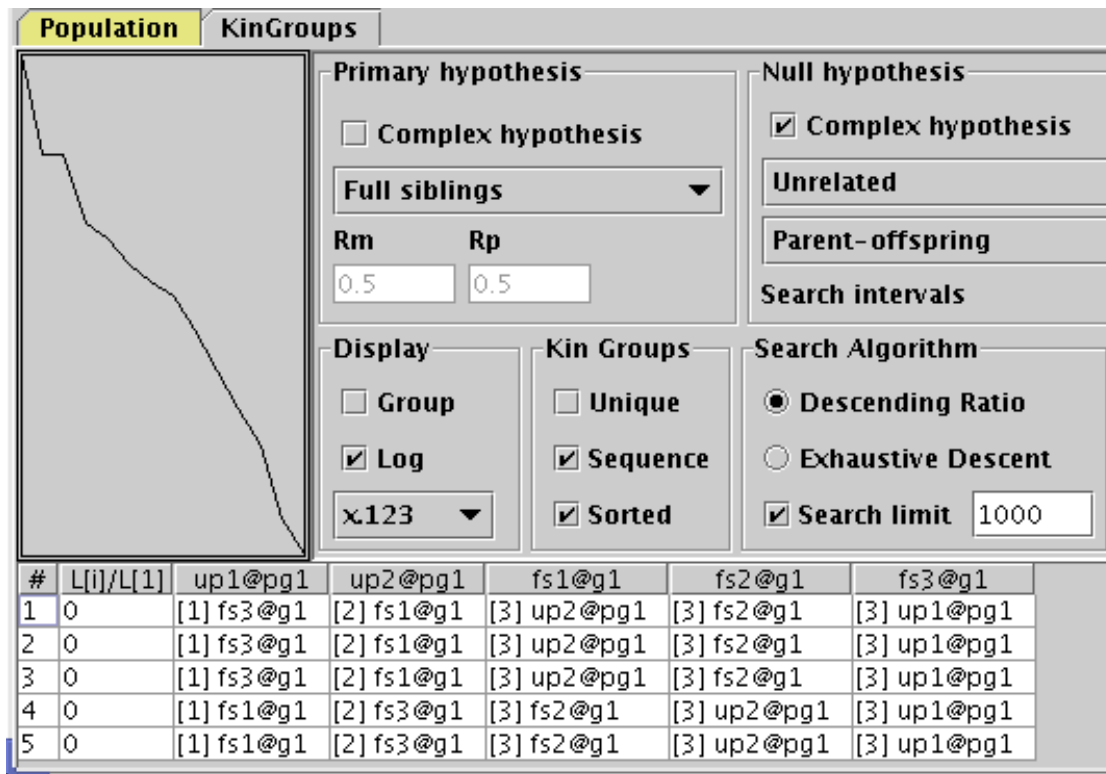 Population KinGroups
Primary hypothesis
Complex hypothesis
Full siblings
Rm Rp
0.5 0.5
Null hypothesis
Complex hypothesis
Unrelated
Parent-offspring
Search intervals
Display
Group
Log
x.123
Kin Groups
Unique
Sequence
Sorted
Search Algorithm
Descending Ratio
Exhaustive Descent
Search limit 1000
# L[i]/L[1] up1@pg1 up2@pg1 fs1@g1 fs2@g1 fs3@g1
1 0 [1] fs3@g1 [2] fs1@g1 [3] up2@pg1 [3] fs2@g1 [3] up1@pg1
2 0 [1] fs3@g1 [2] fs1@g1 [3] up2@pg1 [3] fs2@g1 [3] up1@pg1
3 0 [1] fs3@g1 [2] fs1@g1 [3] up2@pg1 [3] fs2@g1 [3] up1@pg1
4 0 [1] fs1@g1 [2] fs3@g1 [3] fs2@g1 [3] up2@pg1 [3] up1@pg1
5 0 [1] fs1@g1 [2] fs3@g1 [3] fs2@g1 [3] up2@pg1 [3] up1@pg1